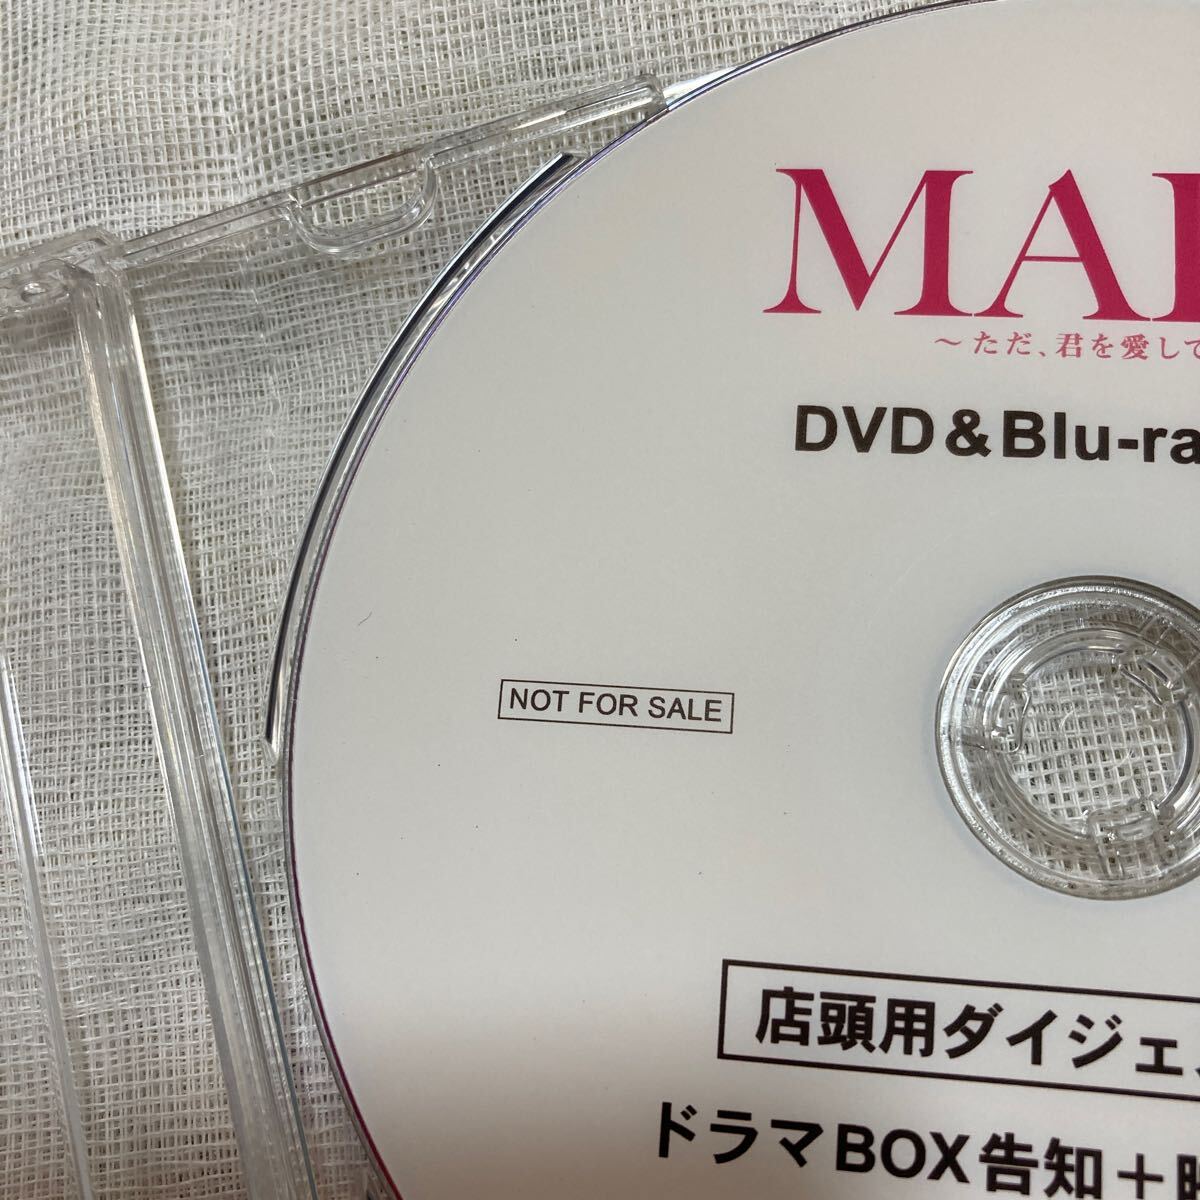 MA
～ただ、君を愛して
DVD＆Blu-ra
NOT FOR SALE
店頭用ダイジェ
ドラマBOX告知＋